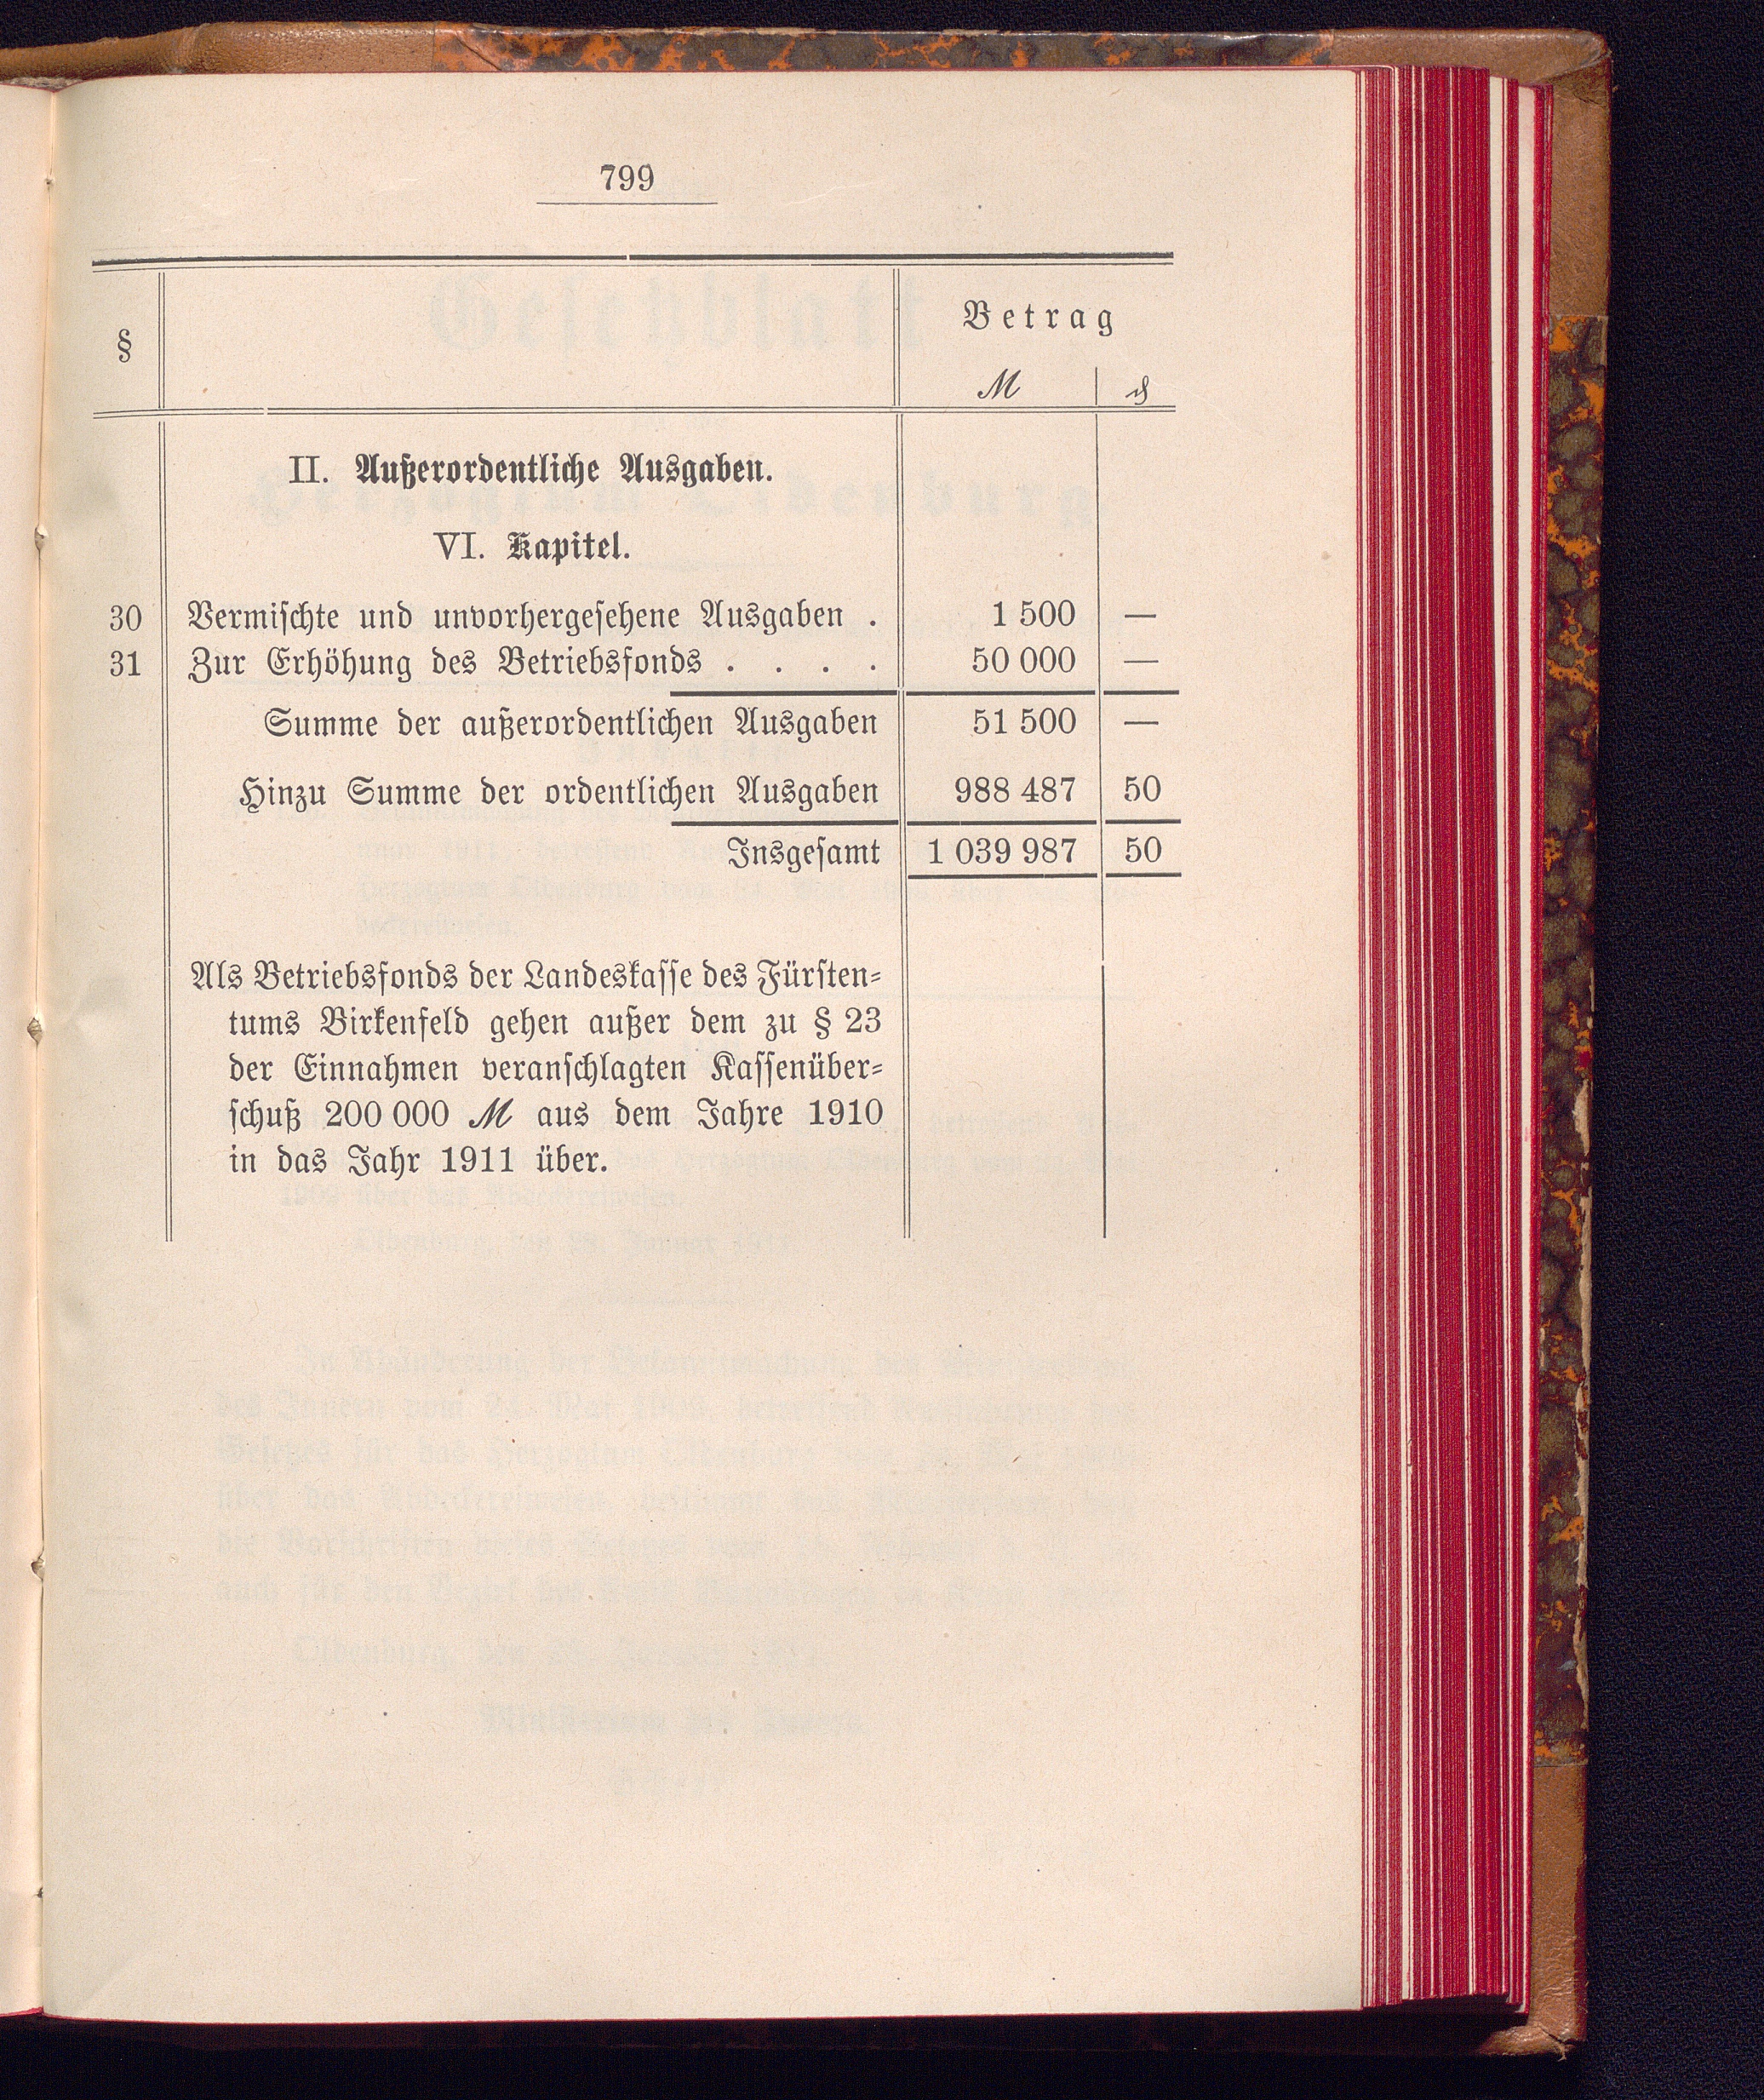 799
§ Betrag
ℳ ₰
II. Außerordentliche Ausgaben.
VI. Kapitel.
30 Vermischte und unvorhergesehene Ausgaben . 1 500 —
31 Zur Erhöhung des Betriebsfonds . . . . 50 000 —
Summe der außerordentlichen Ausgaben 51 500 —
Hinzu Summe der ordentlichen Ausgaben 988 487 50
Insgesamt 1 039 987 50
Als Betriebsfonds der Landeskasse des Fürsten-
tums Birkenfeld gehen außer dem zu § 23
der Einnahmen veranschlagten Kassenüber-
schuß 200 000 ℳ aus dem Jahre 1910
in das Jahr 1911 über.